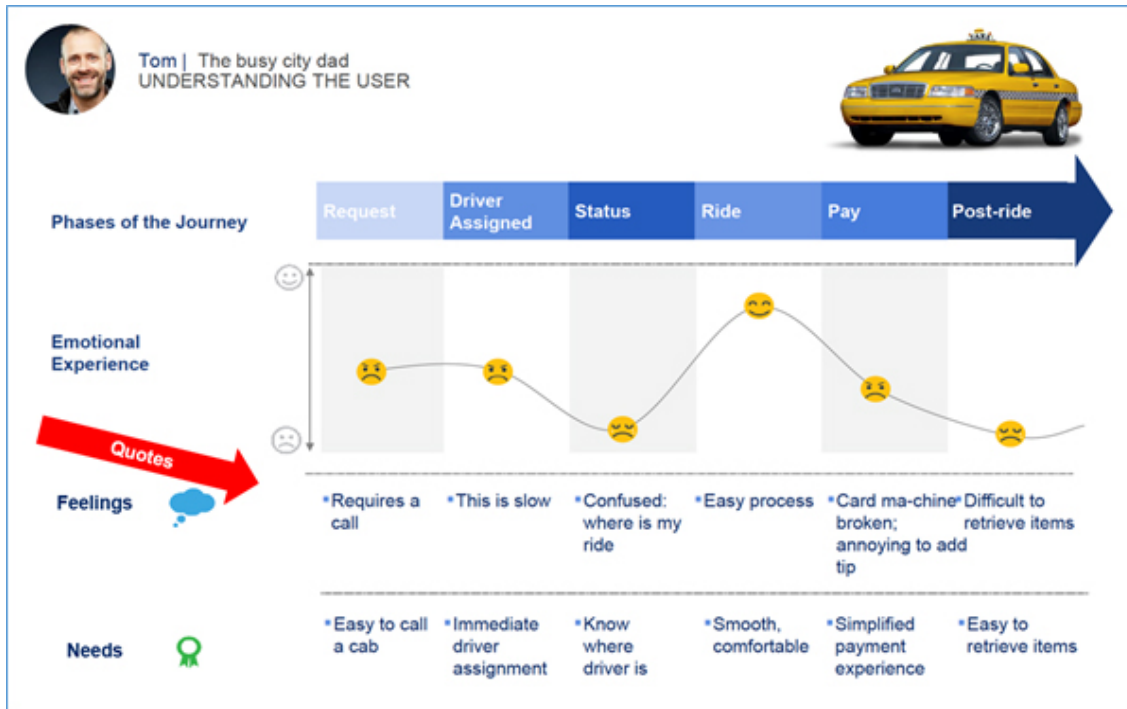 Tom | The busy city dad
UNDERSTANDING THE USER
TAXI
Phases of the Journey
Request
Driver
Assigned
Status
Ride
Pay
Post-ride
Emotional
Experience
Quotes
Feelings
Requires a
call
This is slow
Confused:
where is my
ride
Easy process
Card ma-chine
broken;
annoying to add
tip
Difficult to
retrieve items
Needs
Easy to call
a cab
Immediate
driver
assignment
Know
where
driver is
Smooth,
comfortable
Simplified
payment
experience
Easy to
retrieve items